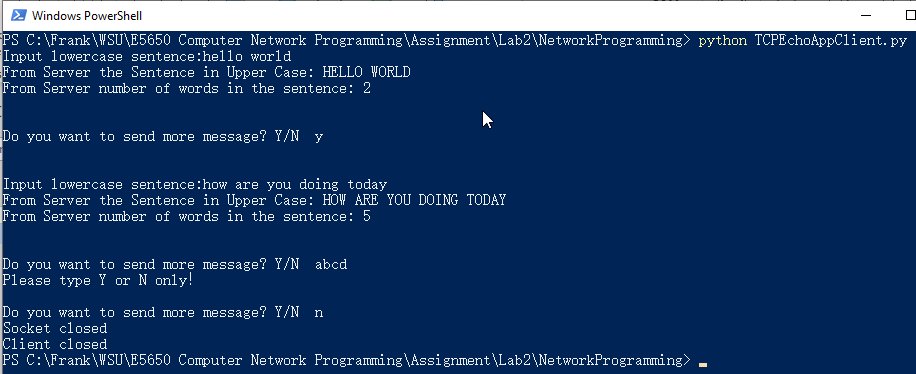 Windows PowerShell
PS C:\Frank\WSU\E5650 Computer Network Programming\Assignment\Lab2\NetworkProgramming> python TCPEchoAppClient.py
Input lowercase sentence:hello world
From Server the Sentence in Upper Case: HELLO WORLD
From Server number of words in the sentence: 2
Do you want to send more message? Y/N  y
Input lowercase sentence:how are you doing today
From Server the Sentence in Upper Case: HOW ARE YOU DOING TODAY
From Server number of words in the sentence: 5
Do you want to send more message? Y/N  abcd
Please type Y or N only!
Do you want to send more message? Y/N  n
Socket closed
Client closed
PS C:\Frank\WSU\E5650 Computer Network Programming\Assignment\Lab2\NetworkProgramming>